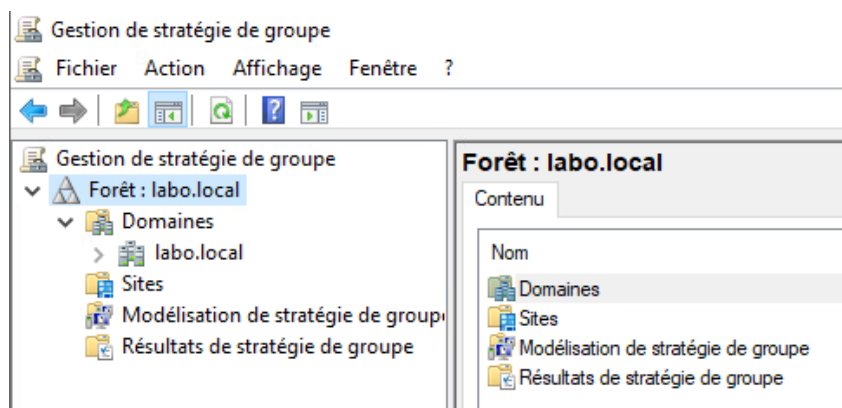 Gestion de stratégie de groupe
Fichier Action Affichage Fenêtre ?
Gestion de stratégie de groupe
Forêt : labo.local
Domaines
labo.local
Sites
Modélisation de stratégie de group
Résultats de stratégie de groupe
Forêt : labo.local
Contenu
Nom
Domaines
Sites
Modélisation de stratégie de groupe
Résultats de stratégie de groupe